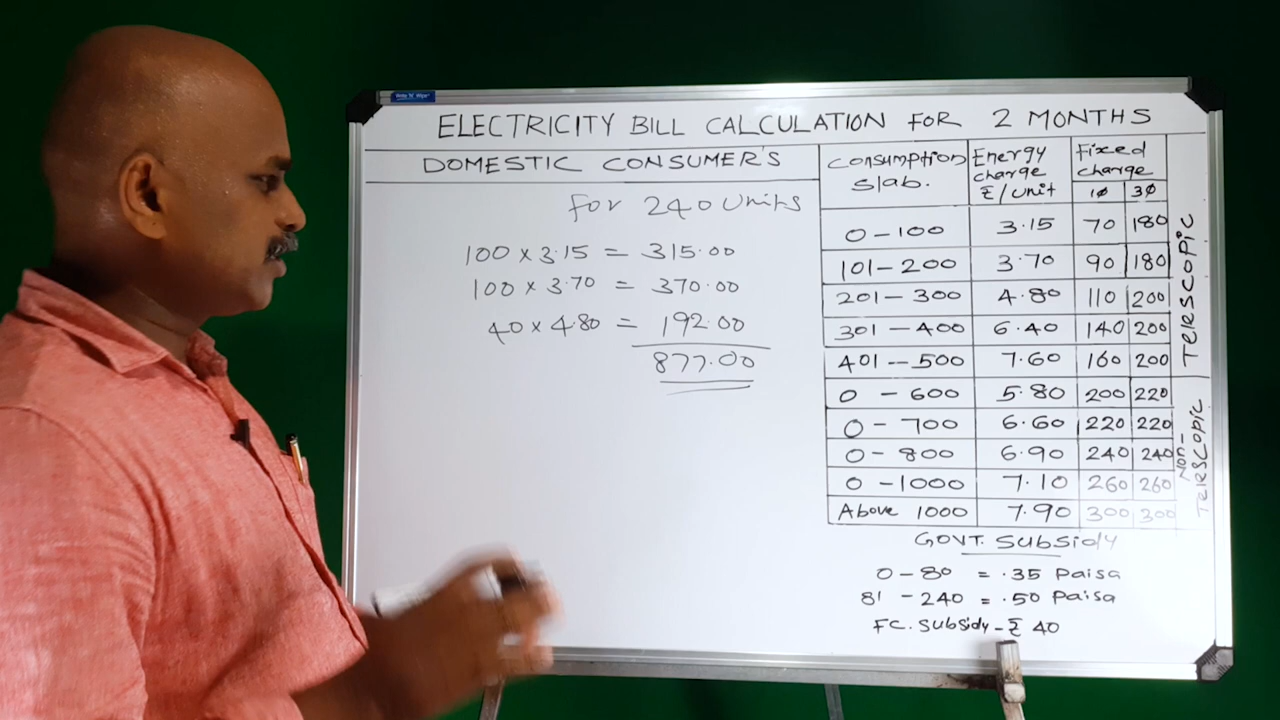 Write 'N' Wipe
ELECTRICITY BILL CALCULATION FOR 2 MONTHS
DOMESTIC CONSUMER'S
for 240 Units
100 x 3.15 = 315.00
100 x 3.70 = 370.00
40 x 4.80 = 192.00
877.00
Consumption Slab. Energy charge ₹/Unit Fixed charge 1ϕ 3ϕ
0-100 3.15 70 180
101-200 3.70 90 180
201-300 4.80 110 200
301-400 6.40 140 200
401-500 7.60 160 200
0-600 5.80 200 220
0-700 6.60 220 220
0-800 6.90 240 240
0-1000 7.10 260 260
Above 1000 7.90 300 300
TELESCOPIC
NON-TELESCOPIC
GOVT. SUBSIDY
0-80 = .35 Paisa
81-240 = .50 Paisa
FC. Subsidy - ₹ 40